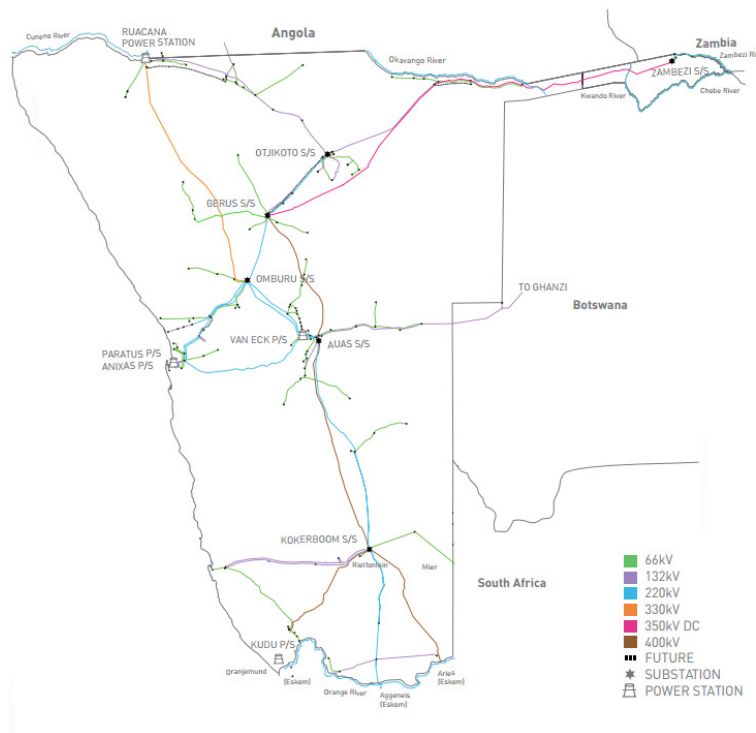 Cunene River
RUACANA
POWER STATION
Angola
Okavango River
Zambia
Zambezi Ri
ZAMBEZI S/S
Kwando River
Chobe River
OTJIKOTO S/S
GERUS S/S
OMBURU S/S
TO GHANZI
Botswana
VAN ECK P/S
AUAS S/S
PARATUS P/S
ANIXAS P/S
KOKERBOOM S/S
Rietfontein
Mier
South Africa
KUDU P/S
Oranjemund
(Eskom)
Orange River
Aggeneis
(Eskom)
Aries
(Eskom)
66kV
132kV
220kV
330kV
350kV DC
400kV
FUTURE
SUBSTATION
POWER STATION